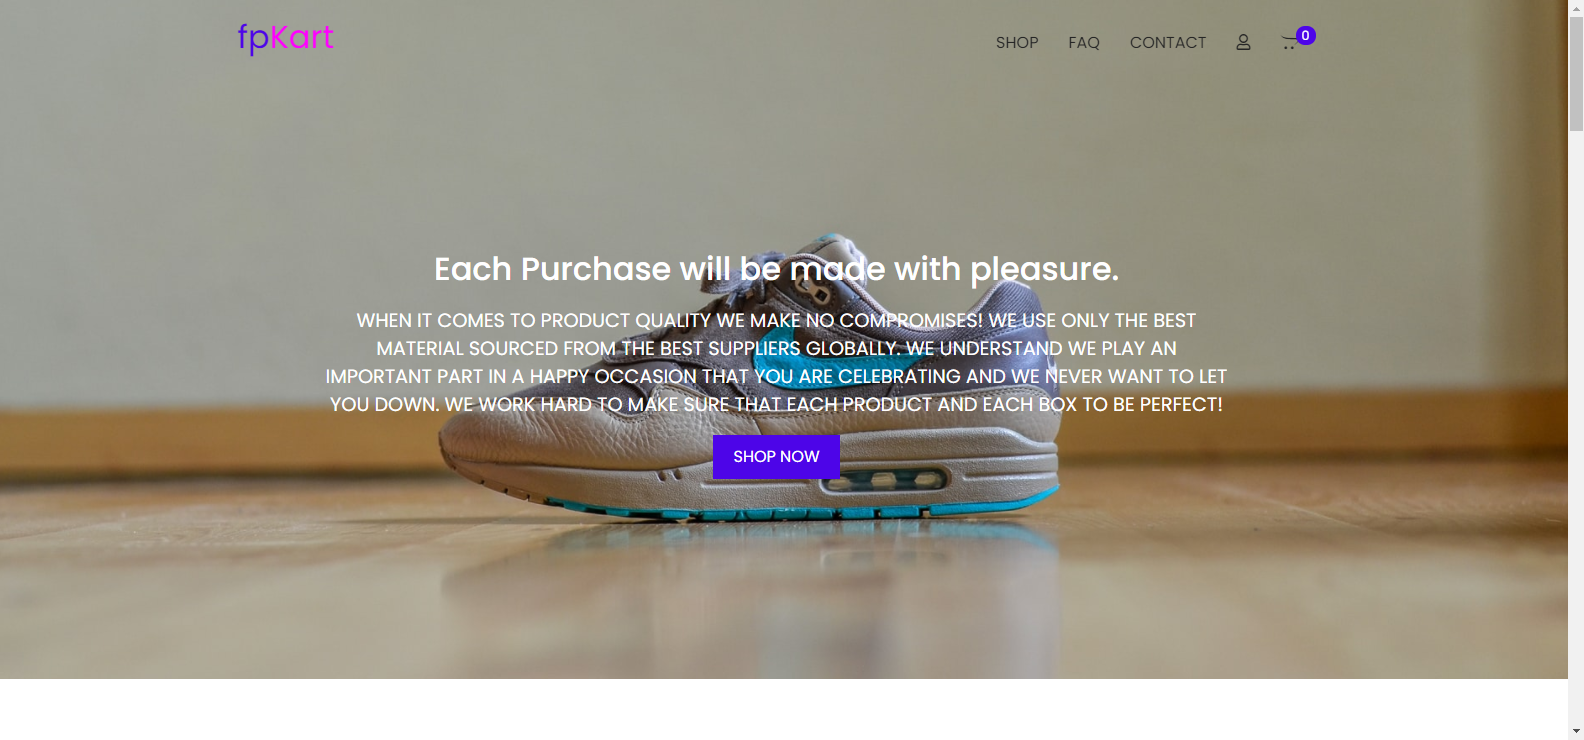 fpKart
SHOP FAQ CONTACT 0
Each Purchase will be made with pleasure.
WHEN IT COMES TO PRODUCT QUALITY WE MAKE NO COMPROMISES! WE USE ONLY THE BEST
MATERIAL SOURCED FROM THE BEST SUPPLIERS GLOBALLY. WE UNDERSTAND WE PLAY AN
IMPORTANT PART IN A HAPPY OCCASION THAT YOU ARE CELEBRATING AND WE NEVER WANT TO LET
YOU DOWN. WE WORK HARD TO MAKE SURE THAT EACH PRODUCT AND EACH BOX TO BE PERFECT!
SHOP NOW